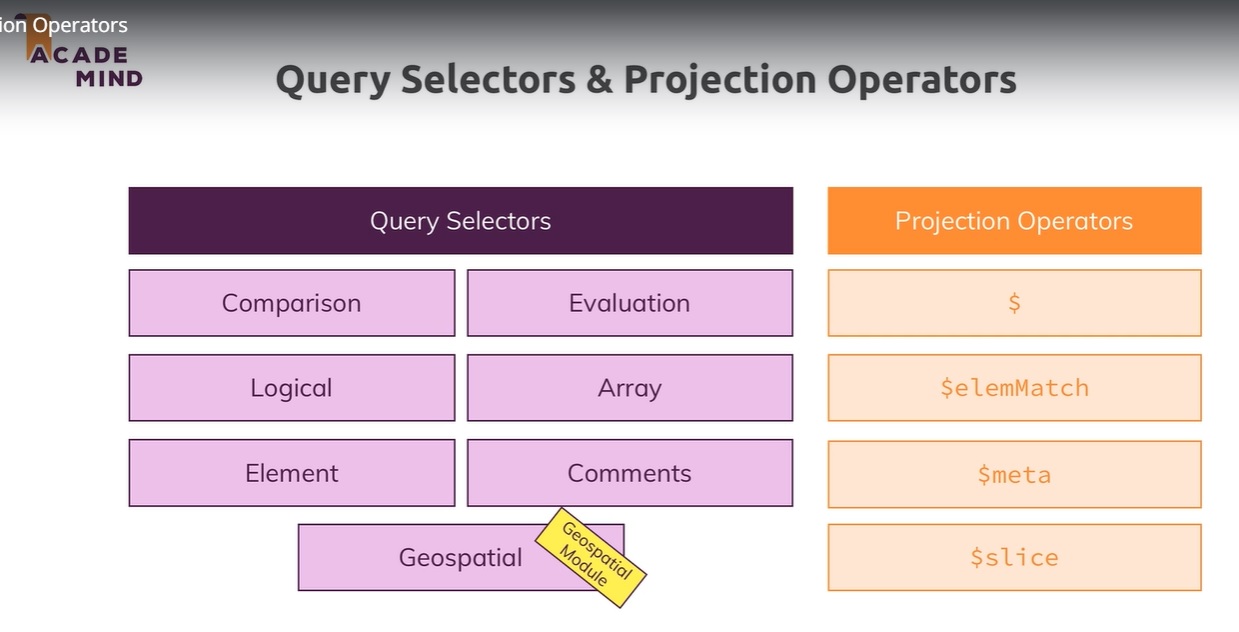 ion Operators
ACADE
MIND
Query Selectors & Projection Operators
Query Selectors
Projection Operators
Comparison
Evaluation
$
Logical
Array
$elemMatch
Element
Comments
$meta
Geospatial
Geospatial
Module
$slice